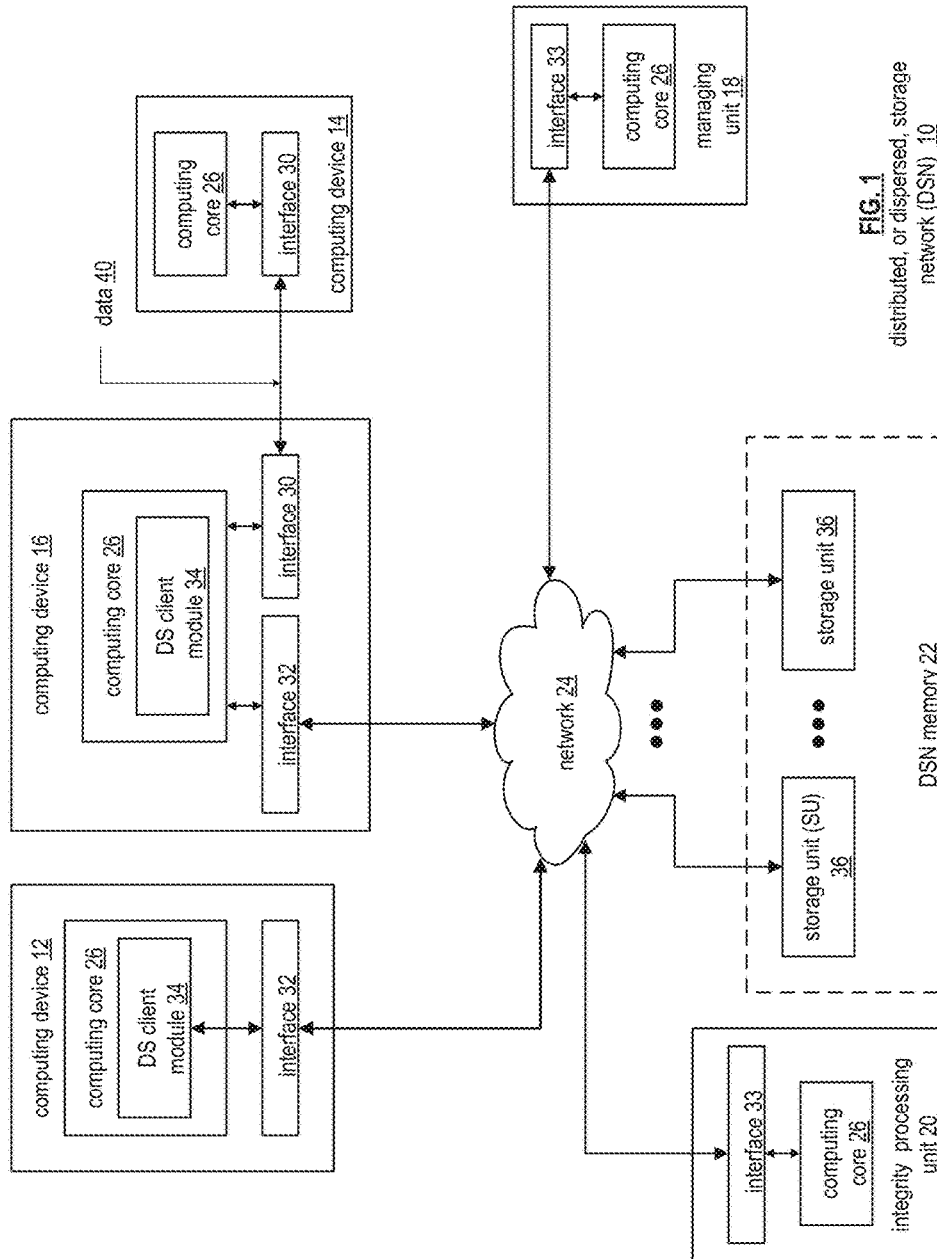 computing device 12
computing core 26
DS client
module 34
interface 32
computing device 16
computing core 26
DS client
module 34
interface 32
interface 30
data 40
computing
core 26
interface 30
computing device 14
network 24
interface 33
computing
core 26
managing
unit 18
interface 33
computing
core 26
integrity processing
unit 20
storage unit (SU)
36
storage unit 36
DSN memory 22
FIG. 1
distributed, or dispersed, storage
network (DSN) 10